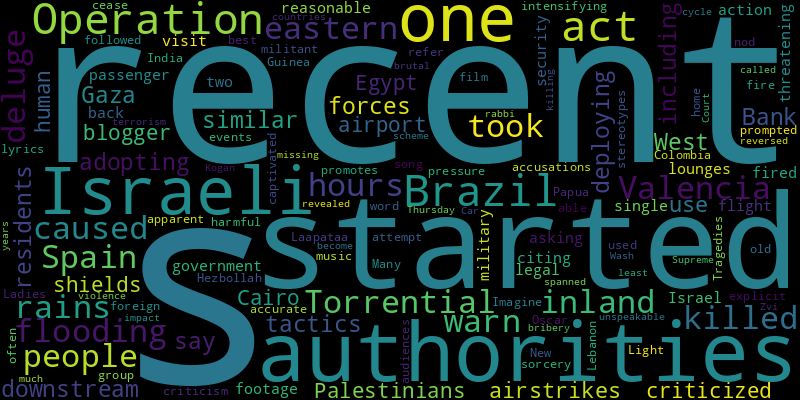 cease
reasonable
intensifying
countries
cycle
action
Operation
one
eastern
act
followed
visit
best
militant
refer
nod
deluge
India
Guinea
brutal
security
including
threatening
passenger
recent
called
fire
human
Gaza
two
film
killing
home
Court
back
Egypt
deploying
stereotypes
Bank
blogger
similar
forces
rabbi
airport
took
prompted
reversed
lyrics
events
scheme
West
Colombia
terrorism
Kogan
captivated
missing
song
accusations
adopting
promotes
pressure
lounges
fired
Israeli
hours
Brazil
Papua
Valencia
residents
revealed
word
Thursday
Car
able
single
use
flight
years
apparent
harmful
started
caused
S
Laapataa
attempt
become
music
Many
military
asking
used
Wash
old
Spain
government
citing
legal
least
Supreme
Tragedies
shields
Hezbollah
spanned
Israel
explicit
Ladies
violence
Cairo
Torrential
inland
Zvi
rains
foreign
impact
accurate
Imagine
unspeakable
killed
flooding
say
tactics
warn
Oscar
bribery
people
authorities
audiences
New
Lebanon
Light
often
group
sorcery
much
downstream
criticism
footage
Palestinians
airstrikes
criticized